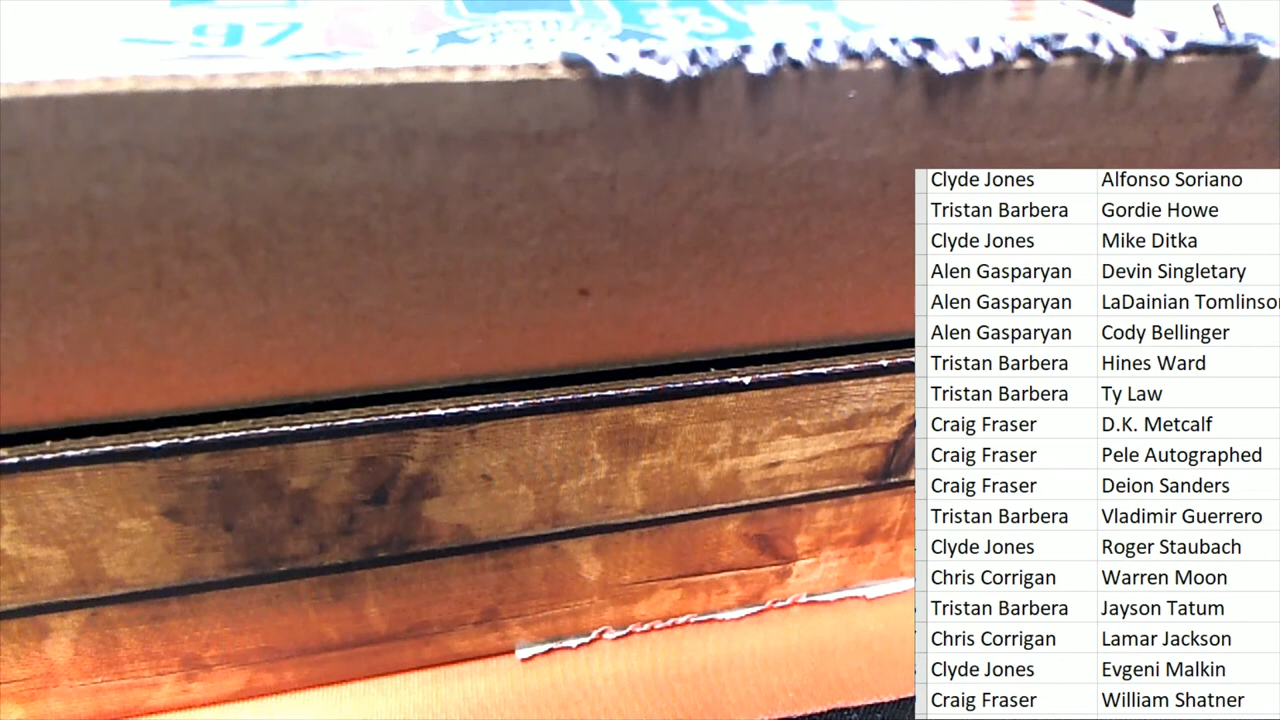 97
Clyde Jones Alfonso Soriano
Tristan Barbera Gordie Howe
Clyde Jones Mike Ditka
Alen Gasparyan Devin Singletary
Alen Gasparyan LaDainian Tomlinso
Alen Gasparyan Cody Bellinger
Tristan Barbera Hines Ward
Tristan Barbera Ty Law
Craig Fraser D.K. Metcalf
Craig Fraser Pele Autographed
Craig Fraser Deion Sanders
Tristan Barbera Vladimir Guerrero
Clyde Jones Roger Staubach
Chris Corrigan Warren Moon
Tristan Barbera Jayson Tatum
Chris Corrigan Lamar Jackson
Clyde Jones Evgeni Malkin
Craig Fraser William Shatner